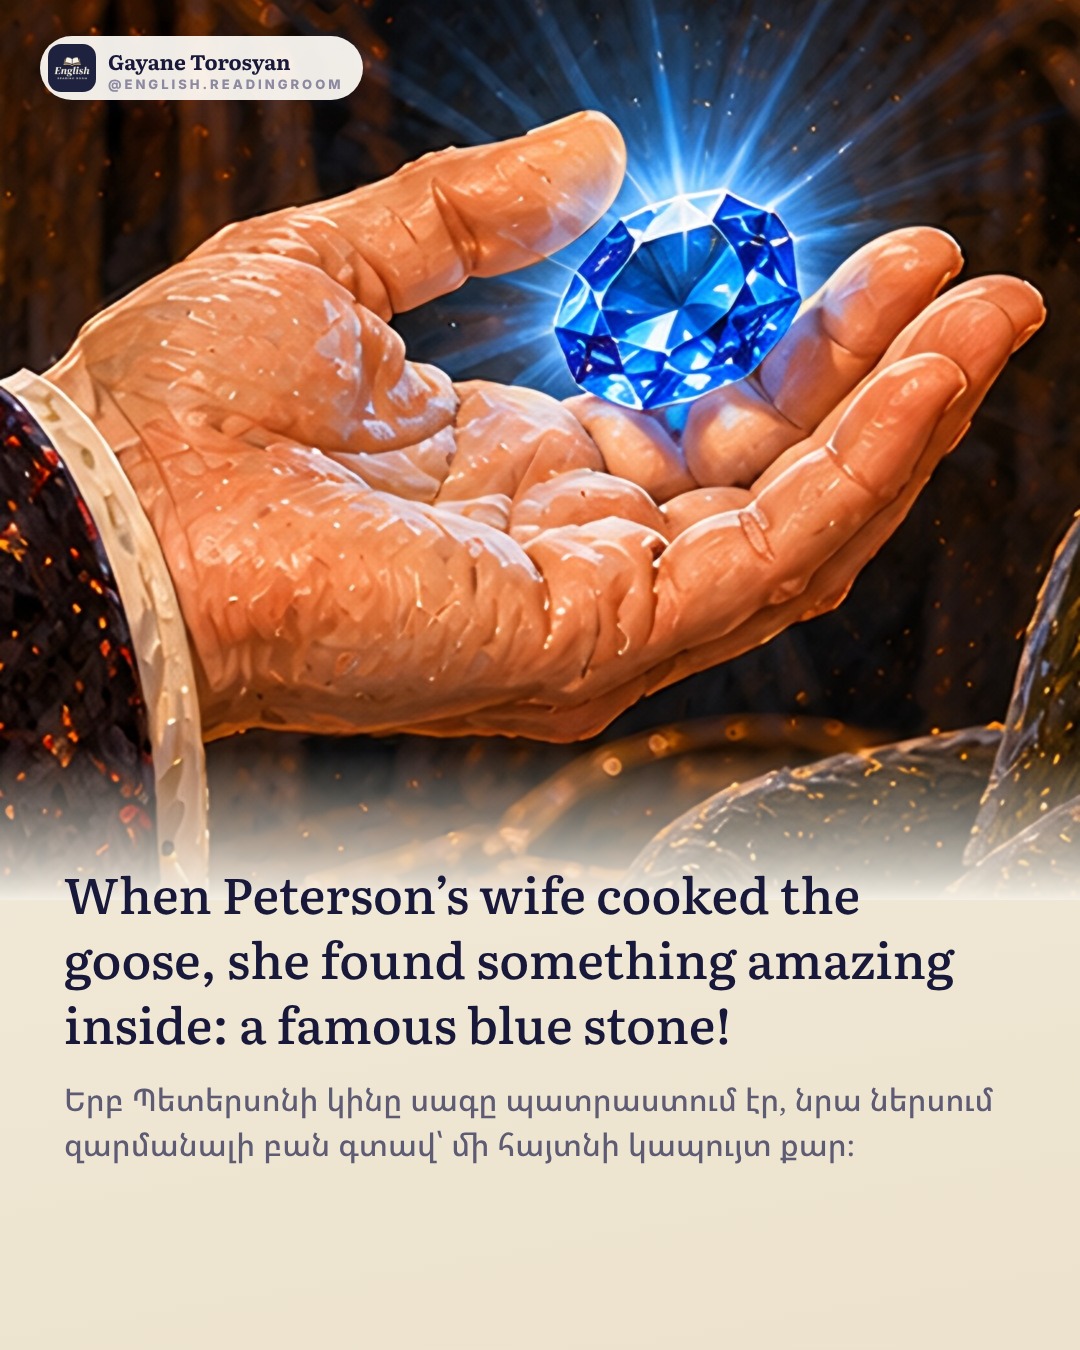 English
Gayane Torosyan
@ENGLISH.READINGROOM
When Peterson’s wife cooked the
goose, she found something amazing
inside: a famous blue stone!
Երբ Պետերսոնի կինը սագը պատրաստում էր, նրա ներսում
զարմանալի բան գտավ՝ մի հայտնի կապույտ քար: